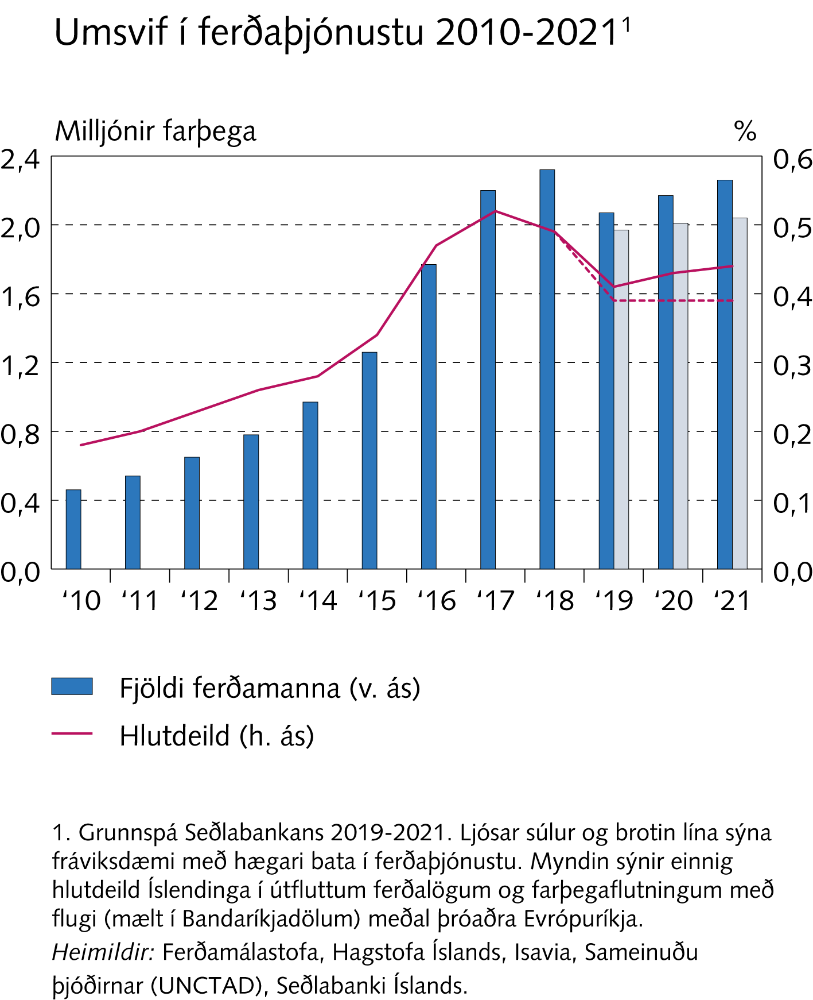 Umsvif í ferðaþjónustu 2010-2021¹
Milljónir farþega %
2,4 0,6
2,0 0,5
1,6 0,4
1,2 0,3
0,8 0,2
0,4 0,1
0,0 0,0
‘10 ‘11 ‘12 ‘13 ‘14 ‘15 ‘16 ‘17 ‘18 ‘19 ‘20 ‘21
Fjöldi ferðamanna (v. ás)
Hlutdeild (h. ás)
1. Grunnspá Seðlabankans 2019-2021. Ljósar súlur og brotin lína sýna
fráviksdæmi með hægari bata í ferðaþjónustu. Myndin sýnir einnig
hlutdeild Íslendinga í útfluttum ferðalögum og farþegaflutningum með
flugi (mælt í Bandaríkjadölum) meðal þróaðra Evrópuríkja.
Heimildir: Ferðamálastofa, Hagstofa Íslands, Isavia, Sameinuðu
þjóðirnar (UNCTAD), Seðlabanki Íslands.